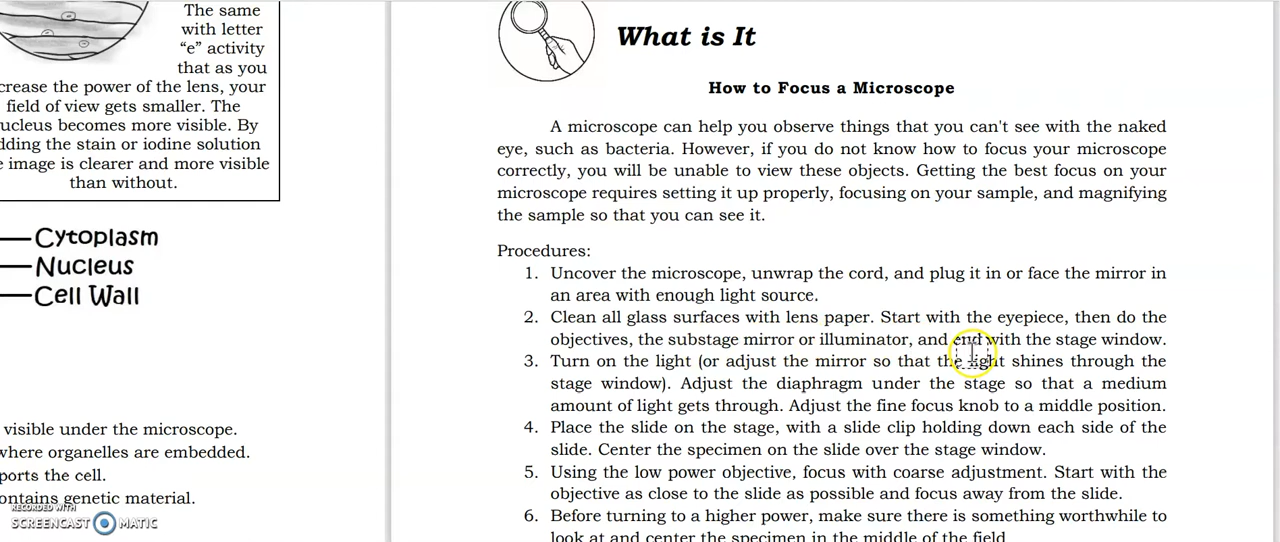 The same
with letter
“e” activity
that as you
crease the power of the lens, your
field of view gets smaller. The
ucleus becomes more visible. By
dding the stain or iodine solution
e image is clearer and more visible
than without.
Cytoplasm
Nucleus
Cell Wall
visible under the microscope.
where organelles are embedded.
ports the cell.
ontains genetic material.
RECORDED WITH
SCREENCAST MATIC
What is It
How to Focus a Microscope
A microscope can help you observe things that you can't see with the naked
eye, such as bacteria. However, if you do not know how to focus your microscope
correctly, you will be unable to view these objects. Getting the best focus on your
microscope requires setting it up properly, focusing on your sample, and magnifying
the sample so that you can see it.
Procedures:
1. Uncover the microscope, unwrap the cord, and plug it in or face the mirror in
an area with enough light source.
2. Clean all glass surfaces with lens paper. Start with the eyepiece, then do the
objectives, the substage mirror or illuminator, and end with the stage window.
3. Turn on the light (or adjust the mirror so that the light shines through the
stage window). Adjust the diaphragm under the stage so that a medium
amount of light gets through. Adjust the fine focus knob to a middle position.
4. Place the slide on the stage, with a slide clip holding down each side of the
slide. Center the specimen on the slide over the stage window.
5. Using the low power objective, focus with coarse adjustment. Start with the
objective as close to the slide as possible and focus away from the slide.
6. Before turning to a higher power, make sure there is something worthwhile to
look at and center the specimen in the middle of the field